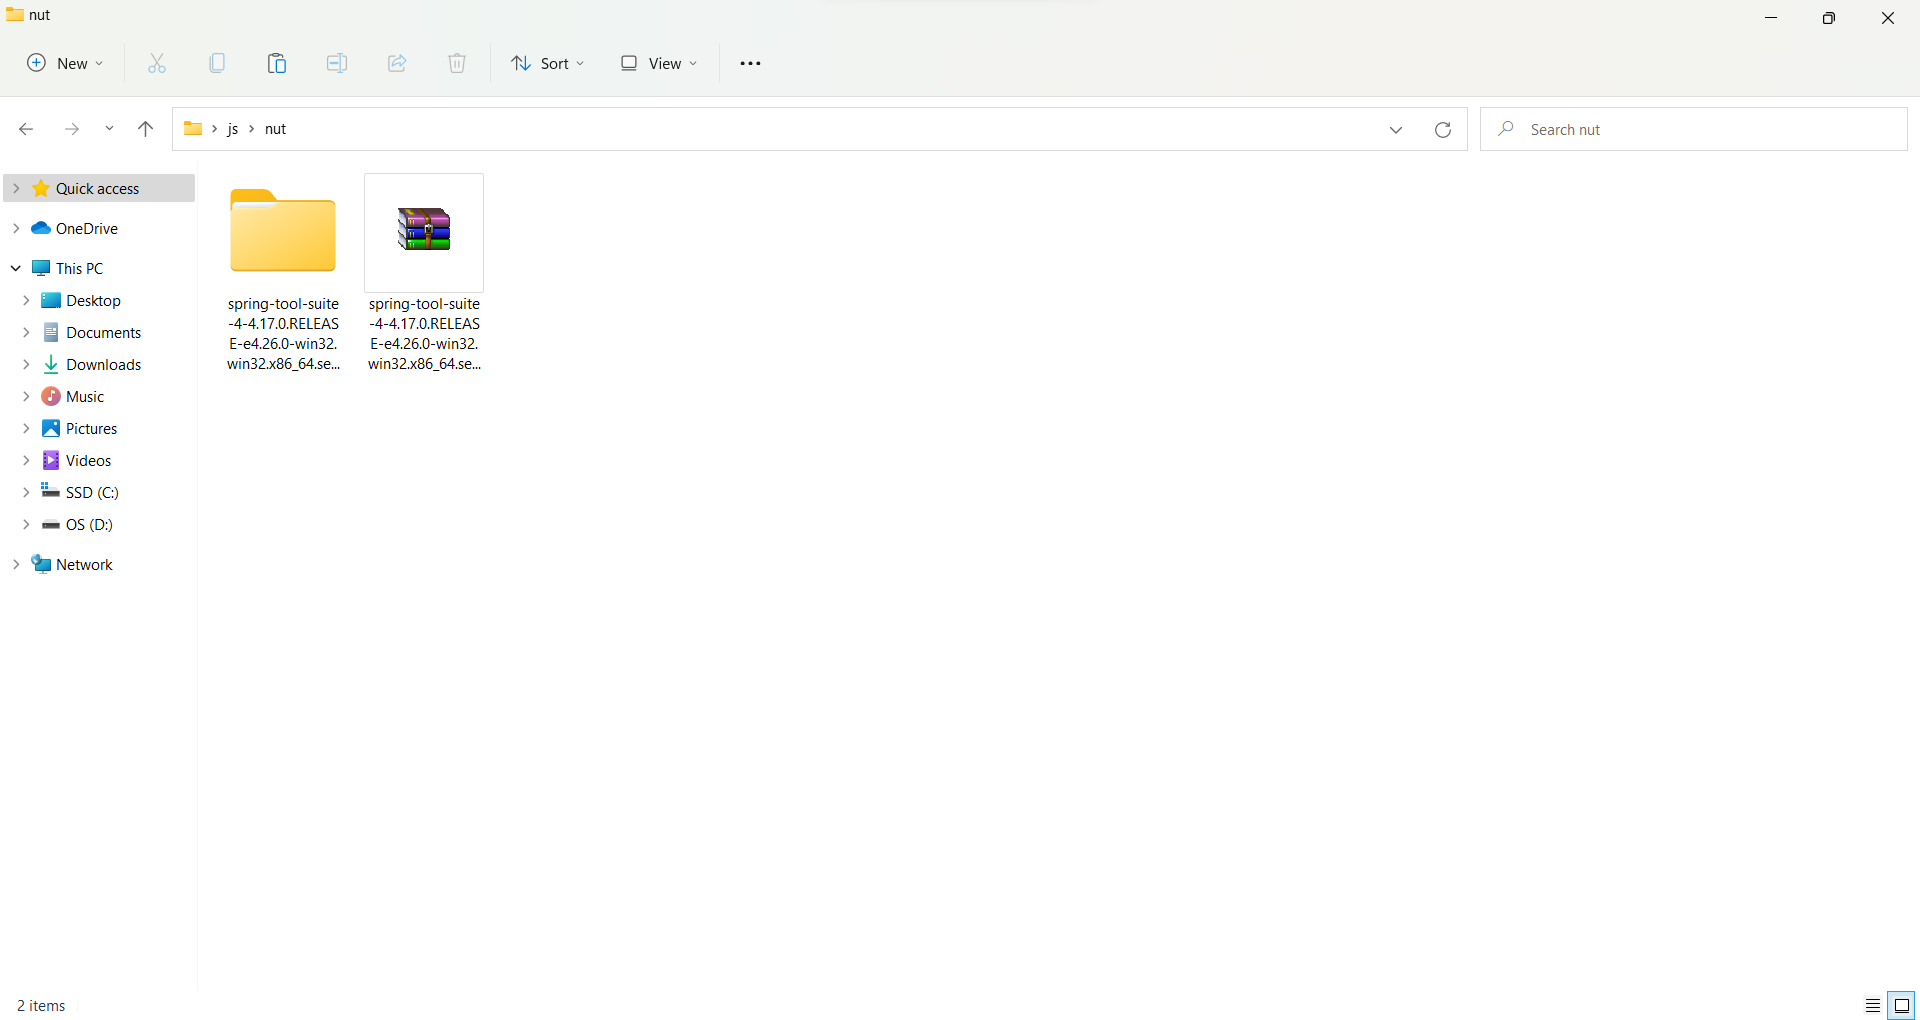 nut
New
Sort
View
js
nut
Search nut
Quick access
OneDrive
This PC
Desktop
Documents
Downloads
Music
Pictures
Videos
SSD (C:)
OS (D:)
Network
spring-tool-suite
-4-4.17.0.RELEAS
E-e4.26.0-win32.
win32.x86_64.se...
spring-tool-suite
-4-4.17.0.RELEAS
E-e4.26.0-win32.
win32.x86_64.se...
2 items